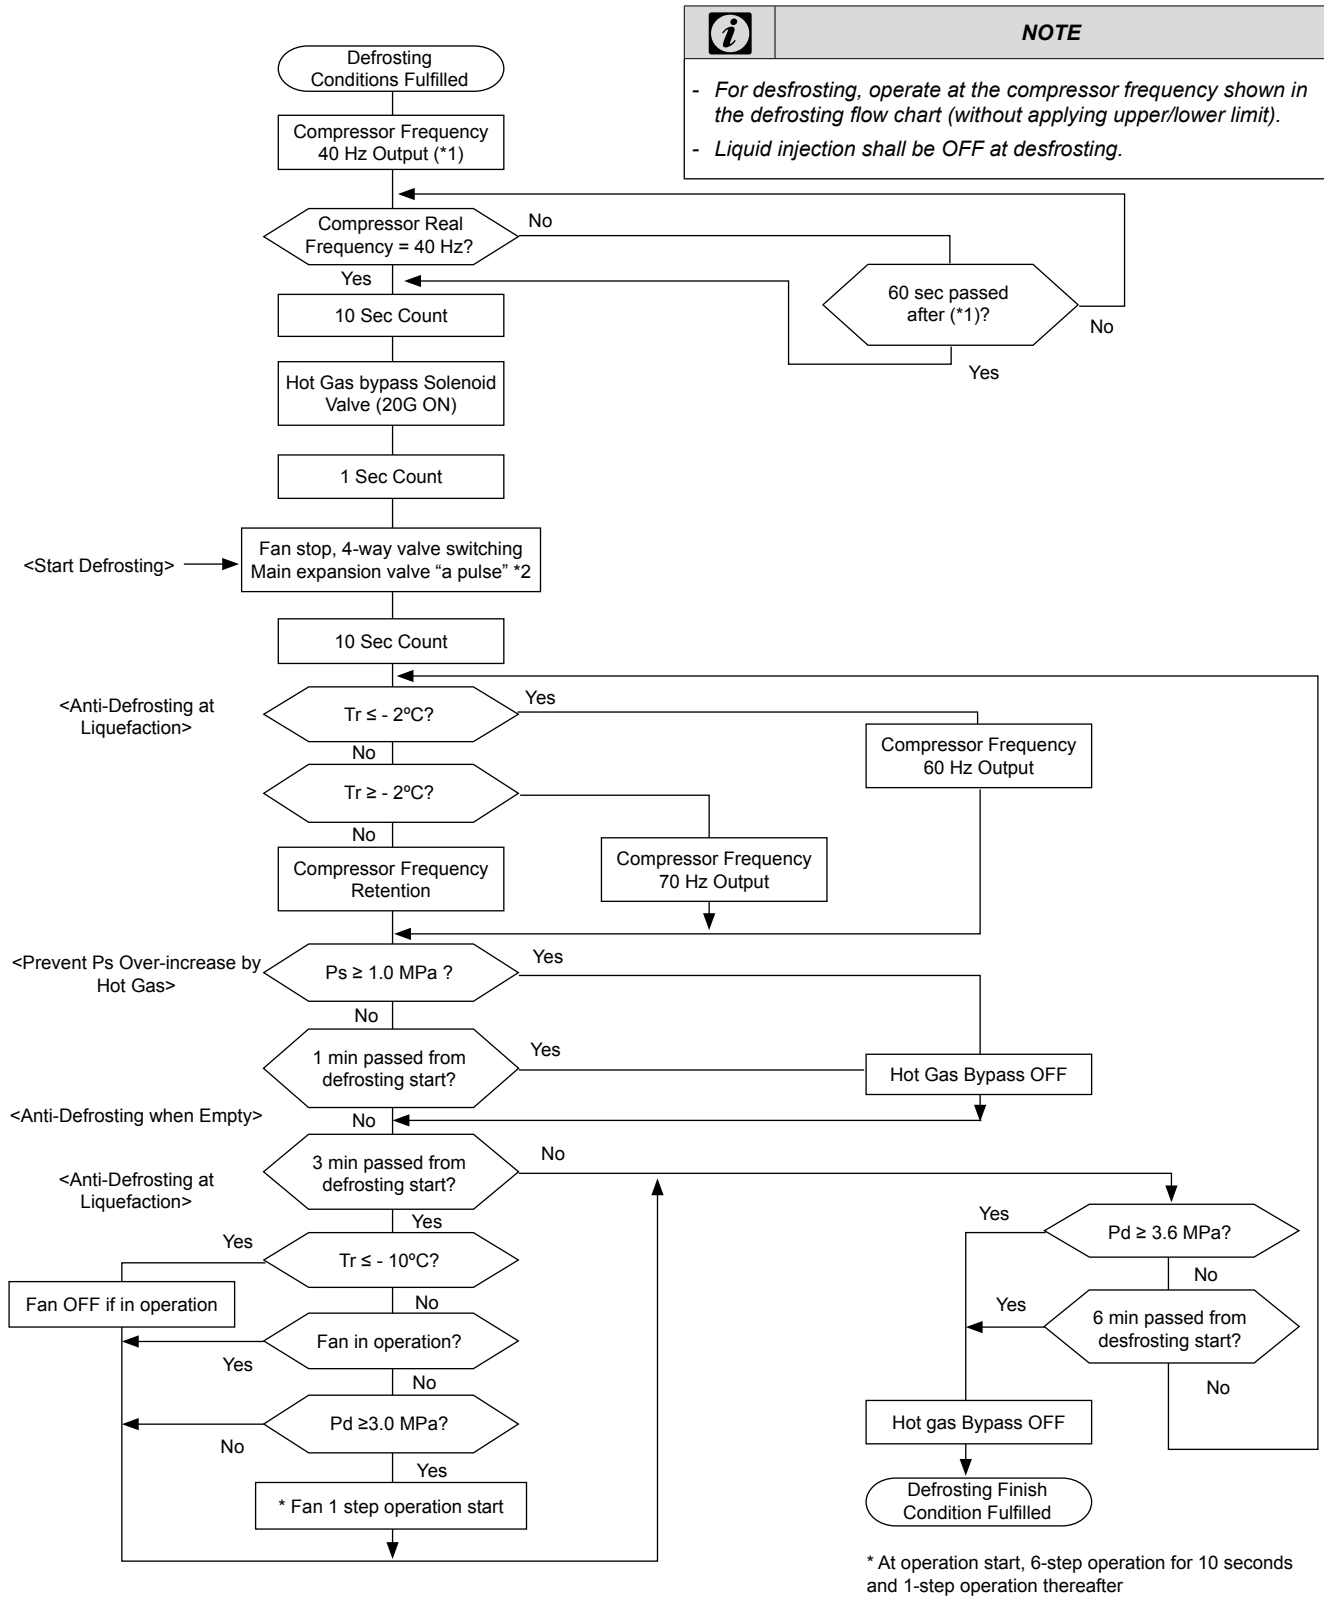 NOTE
- For desfrosting, operate at the compressor frequency shown in
the defrosting flow chart (without applying upper/lower limit).
- Liquid injection shall be OFF at desfrosting.
Defrosting
Conditions Fulfilled
Compressor Frequency
40 Hz Output (*1)
Compressor Real
Frequency = 40 Hz?
No
Yes
60 sec passed
after (*1)?
No
Yes
10 Sec Count
Hot Gas bypass Solenoid
Valve (20G ON)
1 Sec Count
<Start Defrosting>
Fan stop, 4-way valve switching
Main expansion valve “a pulse” *2
10 Sec Count
<Anti-Defrosting at
Liquefaction>
Tr ≤ - 2ºC?
Yes
No
Compressor Frequency
60 Hz Output
Tr ≥ - 2ºC?
No
Compressor Frequency
70 Hz Output
Compressor Frequency
Retention
<Prevent Ps Over-increase by
Hot Gas>
Ps ≥ 1.0 MPa ?
Yes
No
1 min passed from
defrosting start?
Yes
Hot Gas Bypass OFF
<Anti-Defrosting when Empty>
No
3 min passed from
defrosting start?
No
<Anti-Defrosting at
Liquefaction>
Yes
Yes
Tr ≤ - 10ºC?
No
Fan OFF if in operation
Fan in operation?
Yes
No
Pd ≥3.0 MPa?
No
Yes
* Fan 1 step operation start
Yes
Pd ≥ 3.6 MPa?
No
Yes
6 min passed from
desfrosting start?
No
Hot gas Bypass OFF
Defrosting Finish
Condition Fulfilled
* At operation start, 6-step operation for 10 seconds
and 1-step operation thereafter